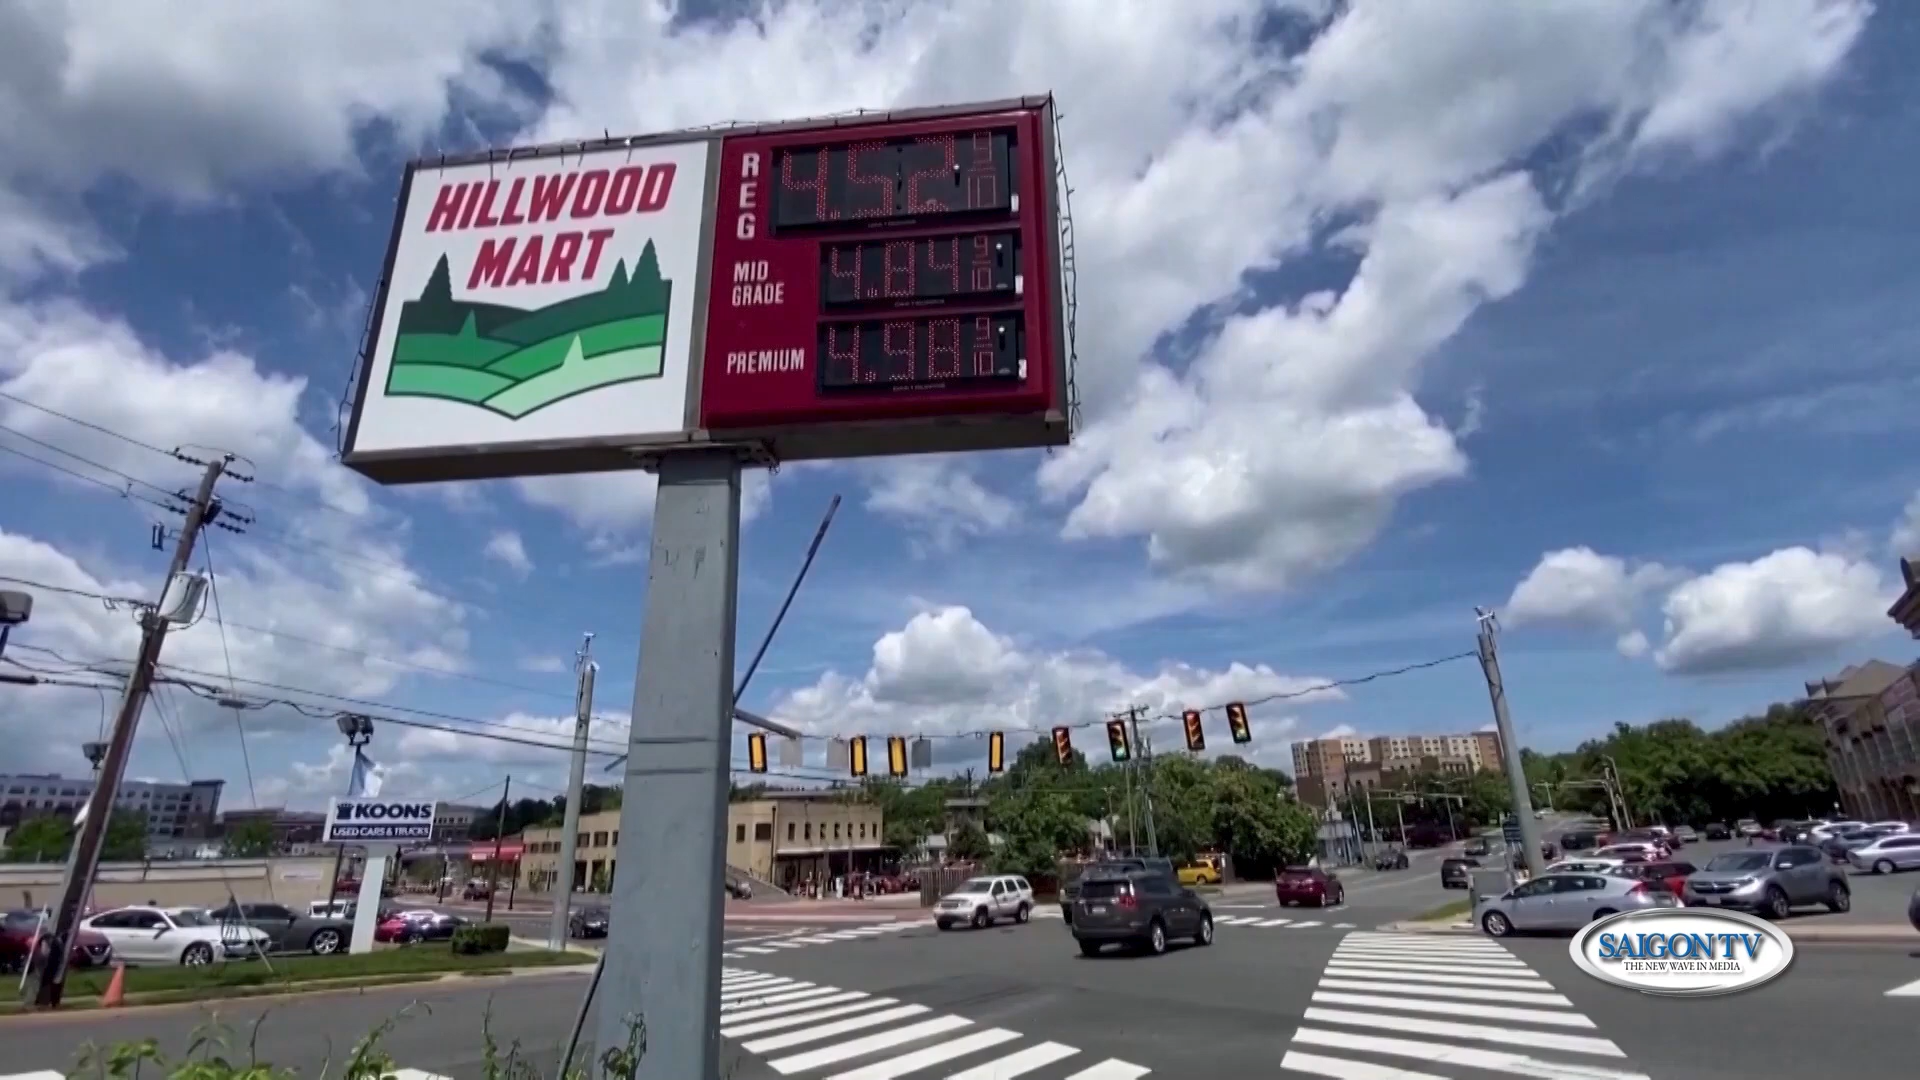 HILLWOOD
MART
REG
4.52 9/10
MID
GRADE
4.84 9/10
PREMIUM
4.98 9/10
KOONS
USED CARS & TRUCKS
SAIGON TV
THE NEW WAVE IN MEDIA